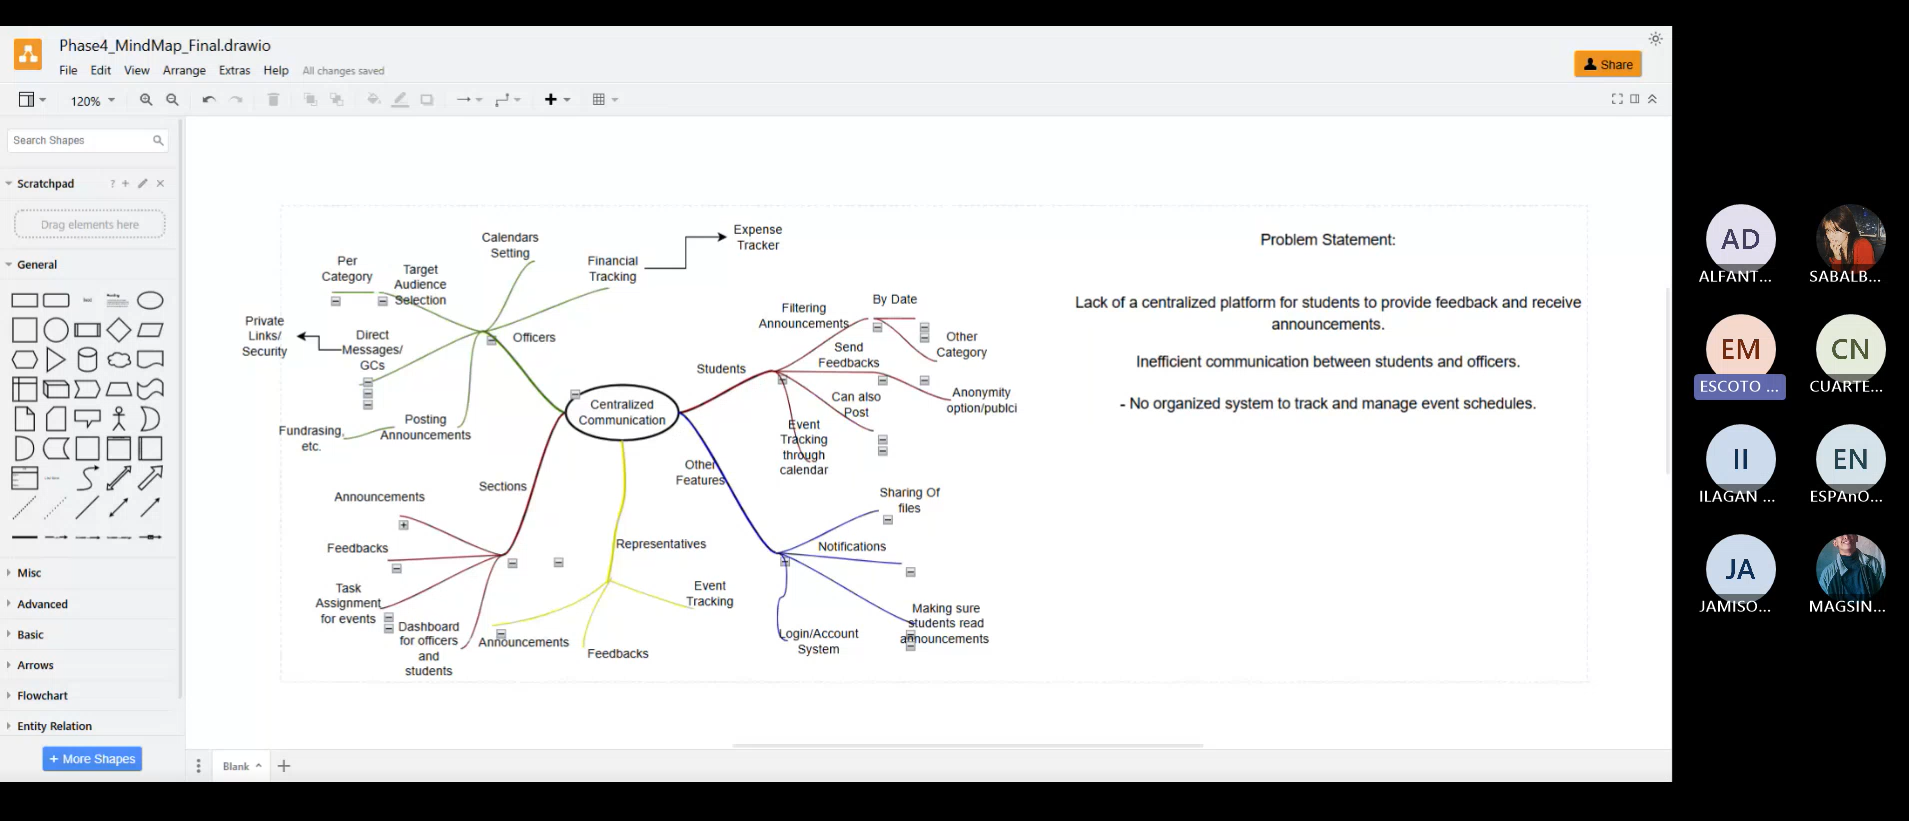 Phase4_MindMap_Final.drawio
File Edit View Arrange Extras Help All changes saved
Share
120%
Search Shapes
Scratchpad
?
Drag elements here
General
Misc
Advanced
Basic
Arrows
Flowchart
Entity Relation
+ More Shapes
Blank
Calendars
Setting
Expense
Tracker
Financial
Tracking
Per
Category
Target
Audience
Selection
Private
Links/
Security
Direct
Messages/
GCs
Officers
Posting
Announcements
Fundrasing,
etc.
Centralized
Communication
Students
Filtering
Announcements
By Date
Other
Category
Send
Feedbacks
Anonymity
option/publci
Can also
Post
Event
Tracking
through
calendar
Sections
Announcements
Feedbacks
Task
Assignment
for events
Dashboard
for officers
and
students
Representatives
Announcements
Feedbacks
Event
Tracking
Other
Features
Sharing Of
files
Notifications
Making sure
students read
announcements
Login/Account
System
Problem Statement:
Lack of a centralized platform for students to provide feedback and receive
announcements.
Inefficient communication between students and officers.
- No organized system to track and manage event schedules.
AD
ALFANT...
SABALB...
EM
ESCOTO ...
CN
CUARTE...
II
ILAGAN ...
EN
ESPAnO...
JA
JAMISO...
MAGSIN...